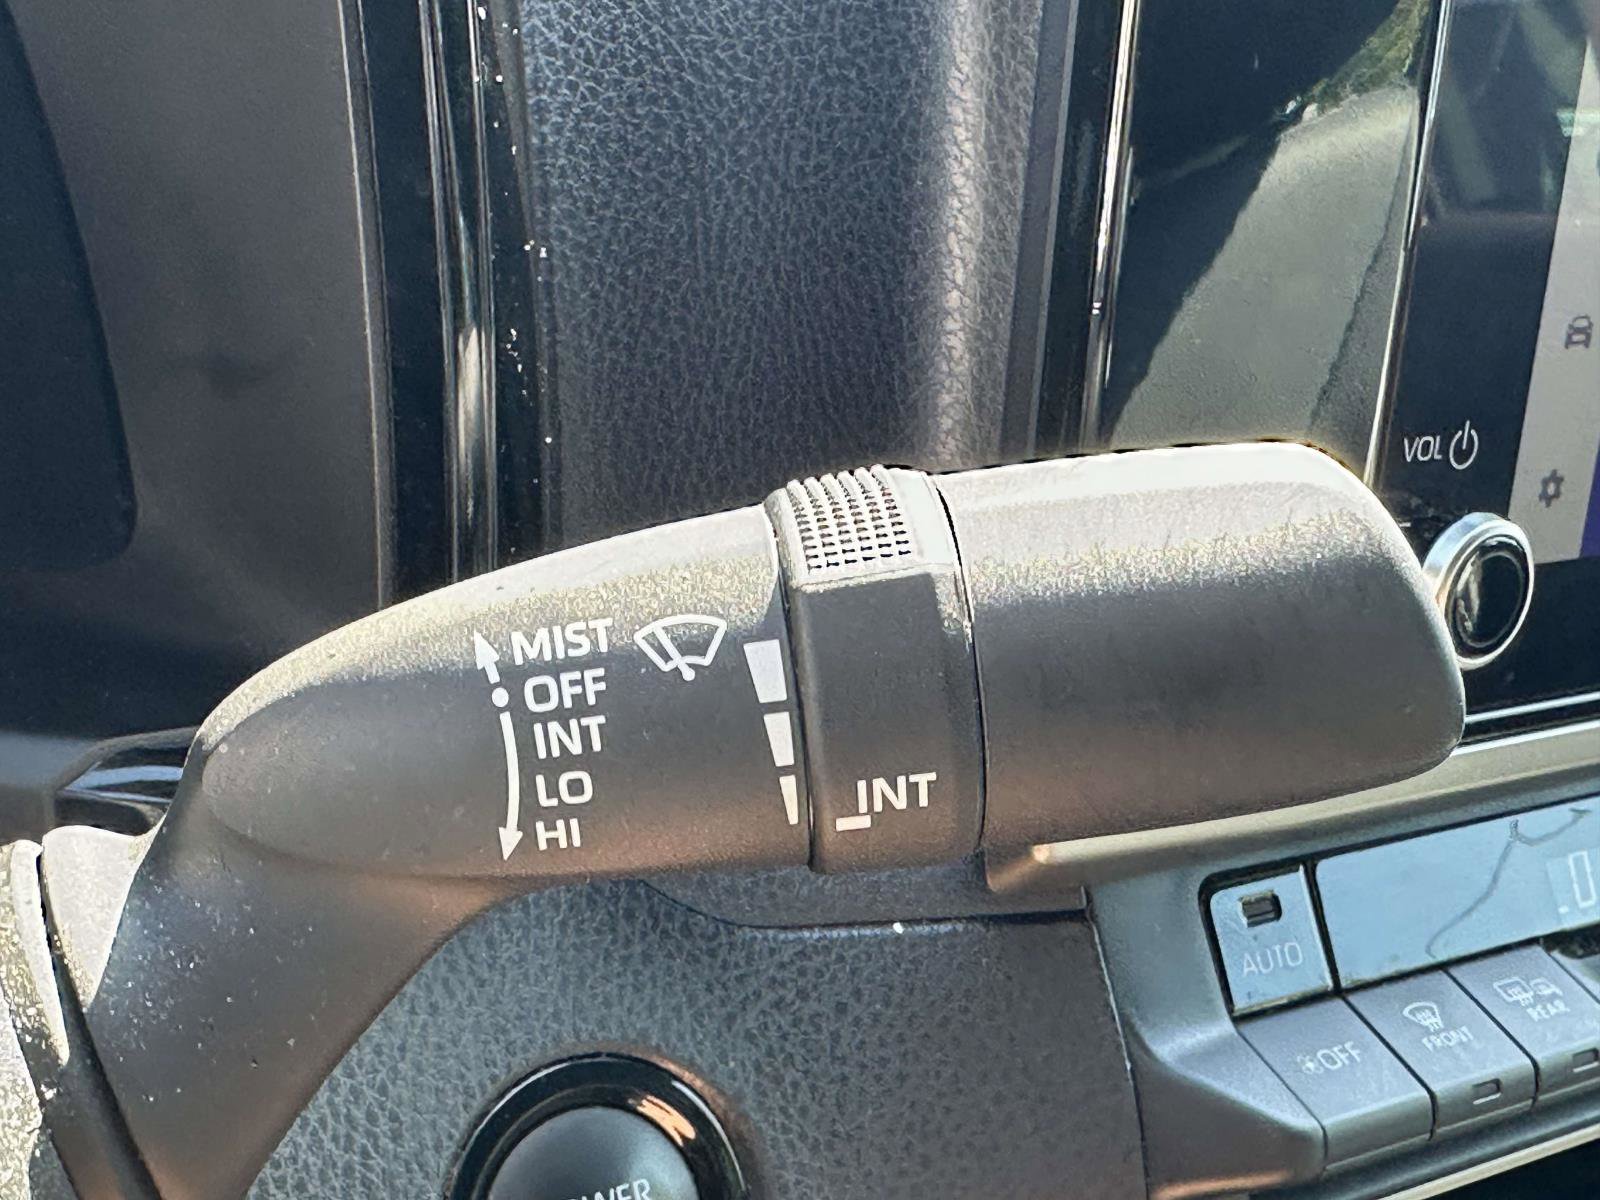 VOL
MIST
OFF
INT
LO
HI
INT
AUTO
OFF
FRONT
REAR